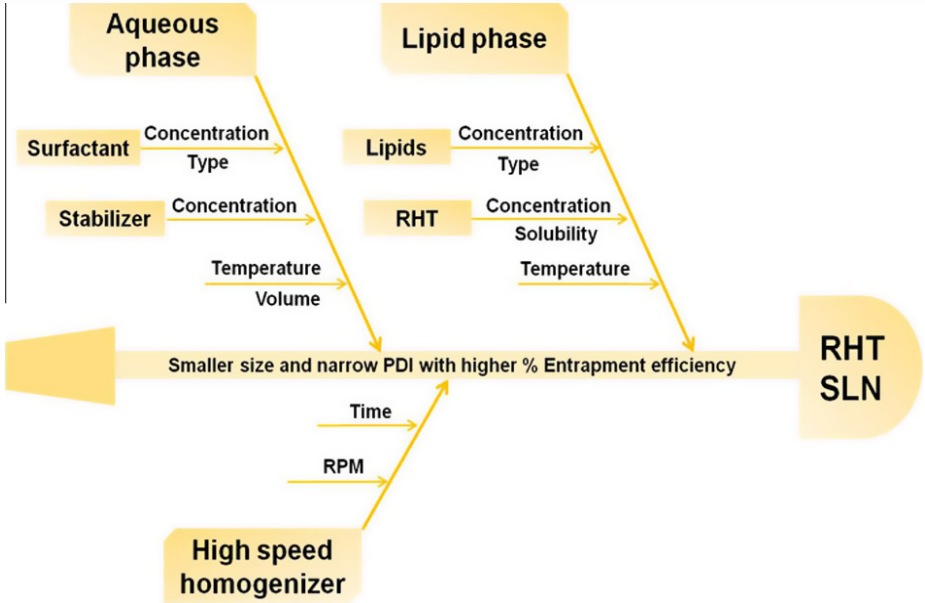 Aqueous
phase
Lipid phase
Surfactant
Concentration
Type
Stabilizer
Concentration
Temperature
Volume
Lipids
Concentration
Type
RHT
Concentration
Solubility
Temperature
Smaller size and narrow PDI with higher % Entrapment efficiency
RHT
SLN
Time
RPM
High speed
homogenizer